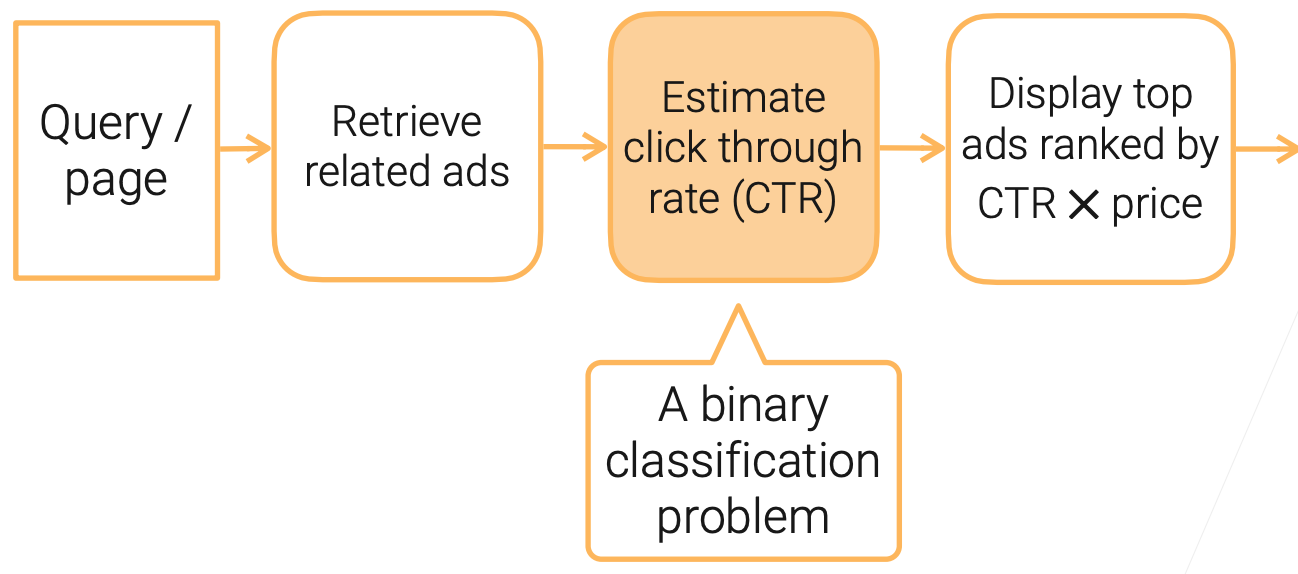 Query /
page
Retrieve
related ads
Estimate
click through
rate (CTR)
Display top
ads ranked by
CTR × price
A binary
classification
problem